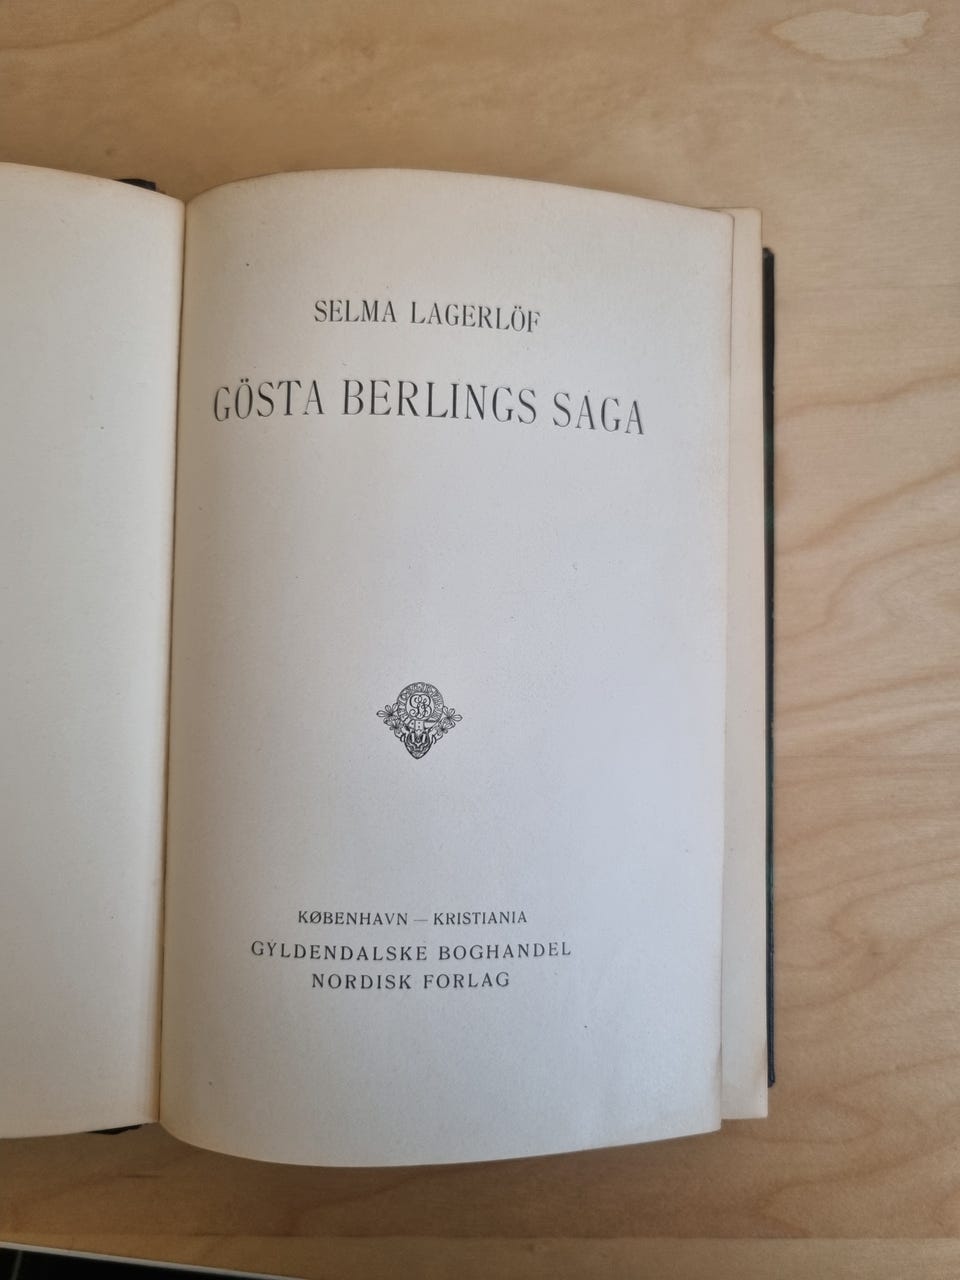 SELMA LAGERLÖF
GÖSTA BERLINGS SAGA
KØBENHAVN — KRISTIANIA
GYLDENDALSKE BOGHANDEL
NORDISK FORLAG